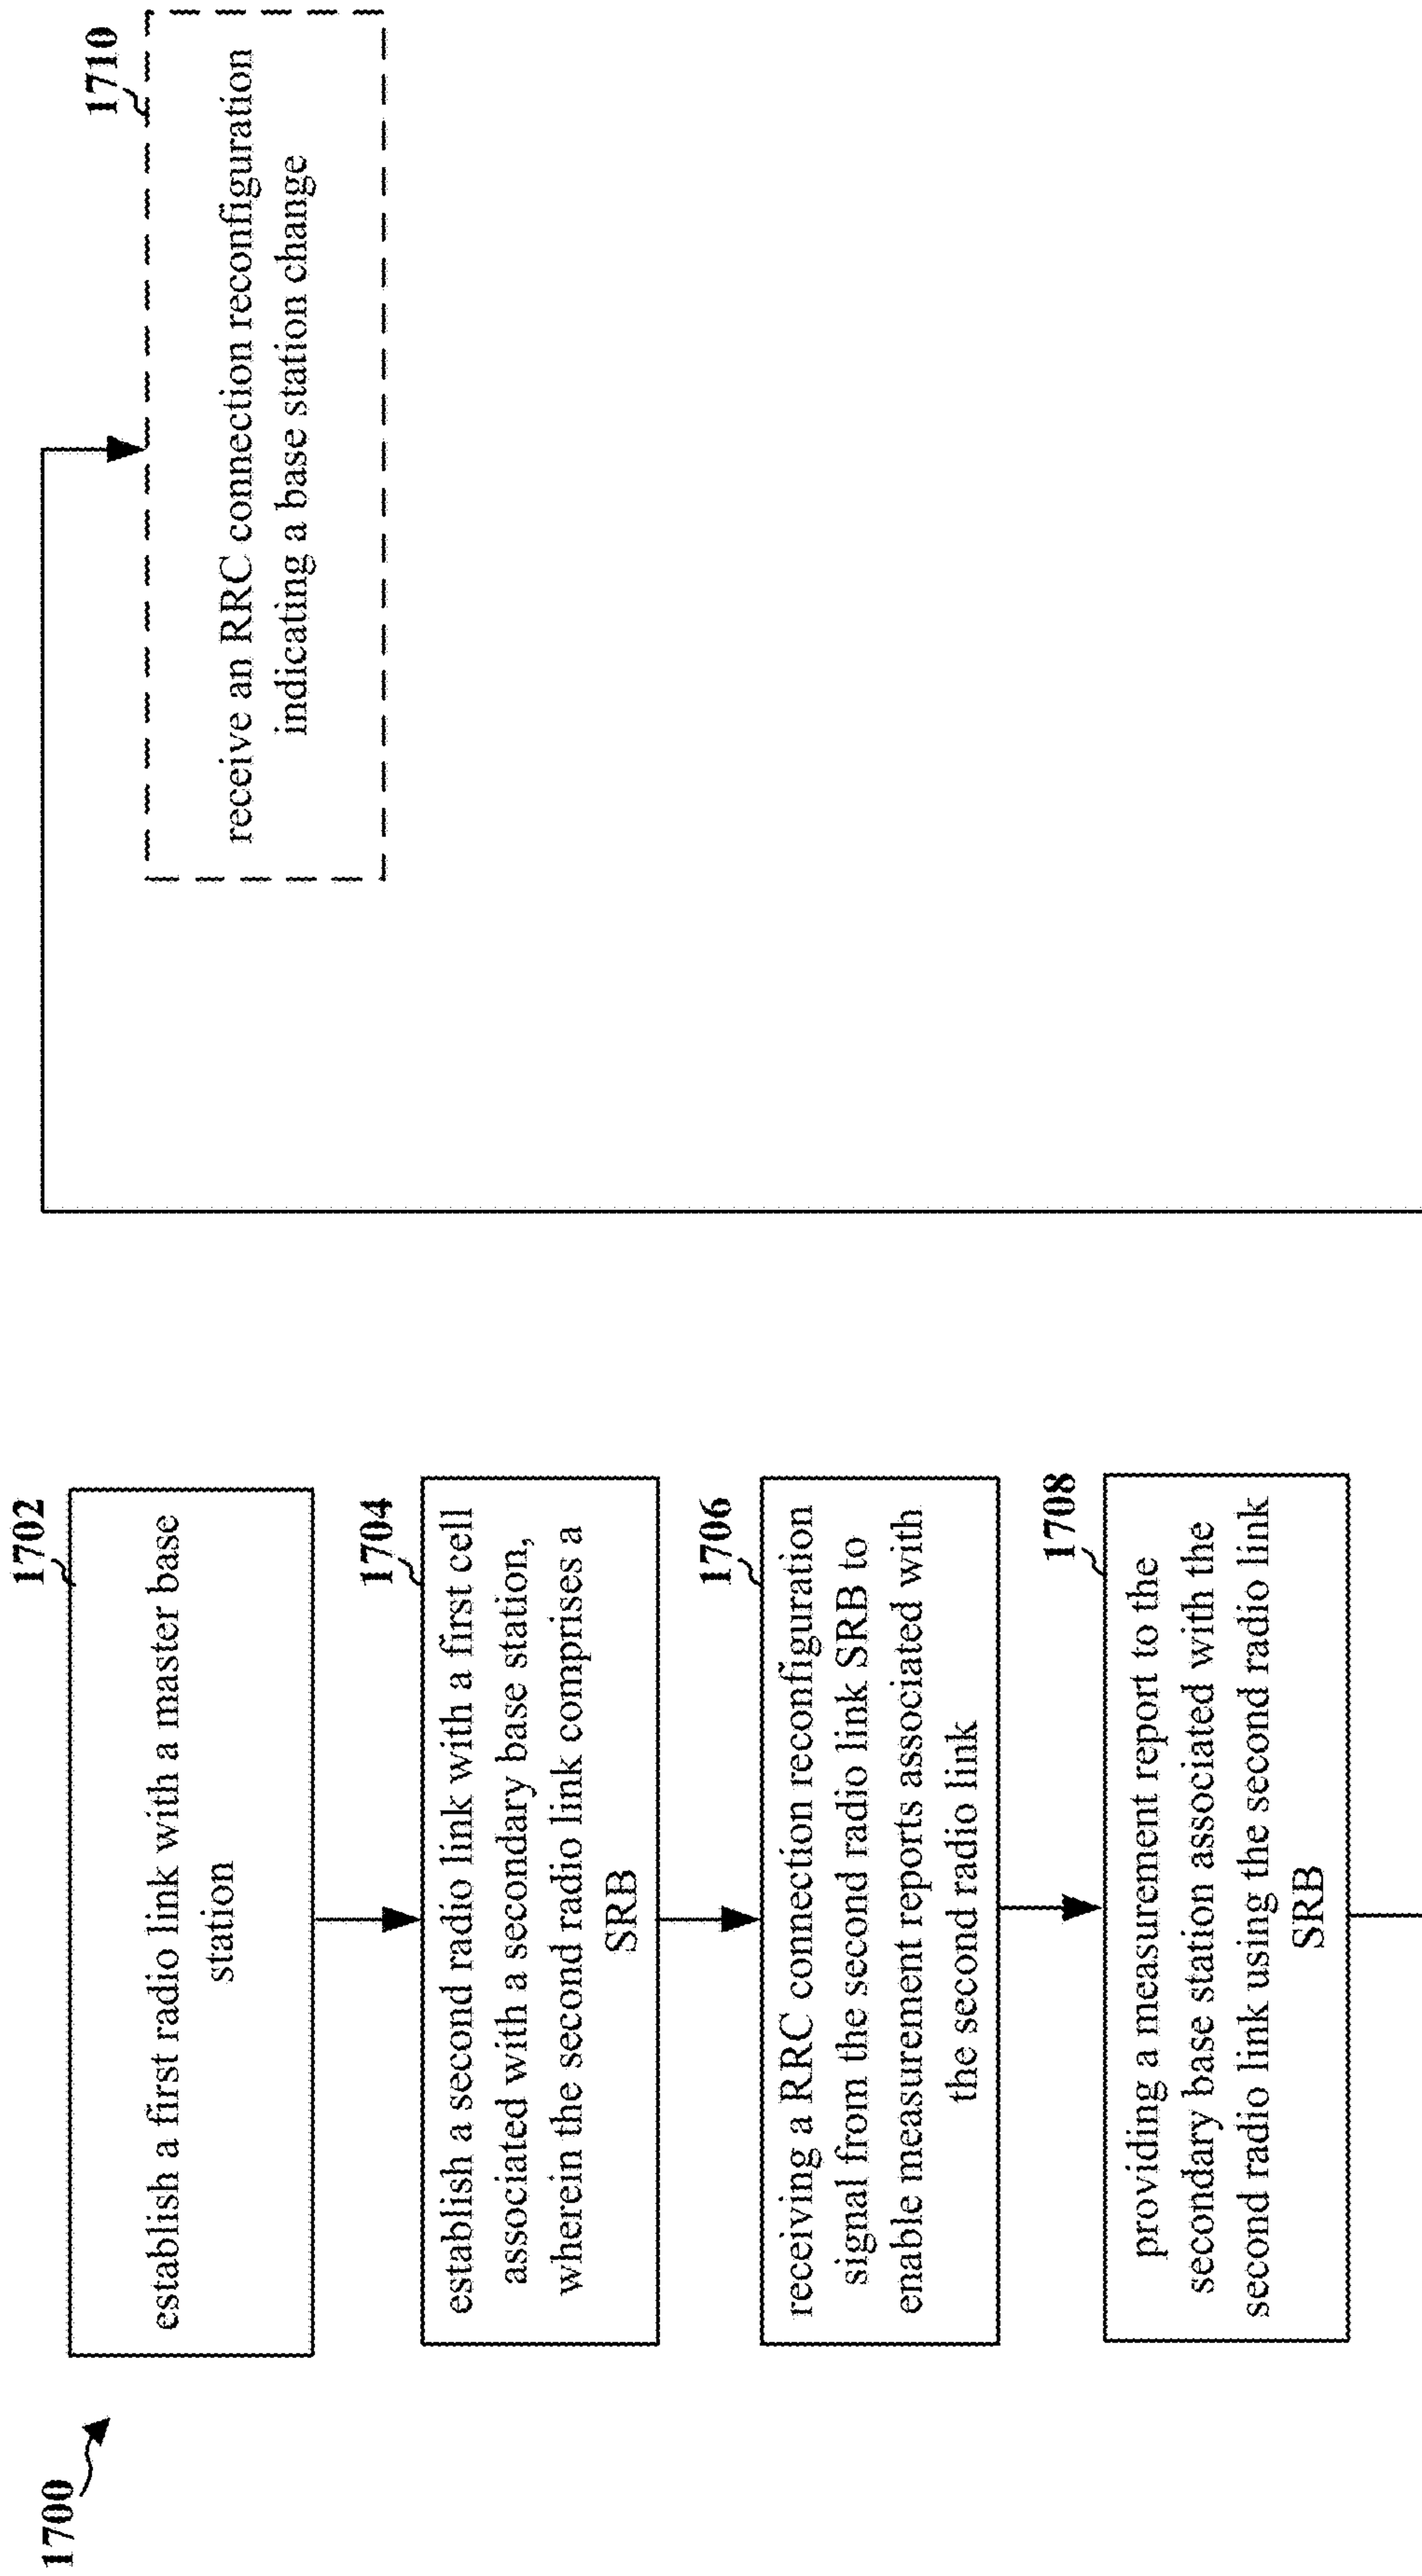 1700
1702
establish a first radio link with a master base
station
1704
establish a second radio link with a first cell
associated with a secondary base station,
wherein the second radio link comprises a
SRB
1706
receiving a RRC connection reconfiguration
signal from the second radio link SRB to
enable measurement reports associated with
the second radio link
1708
providing a measurement report to the
secondary base station associated with the
second radio link using the second radio link
SRB
1710
receive an RRC connection reconfiguration
indicating a base station change